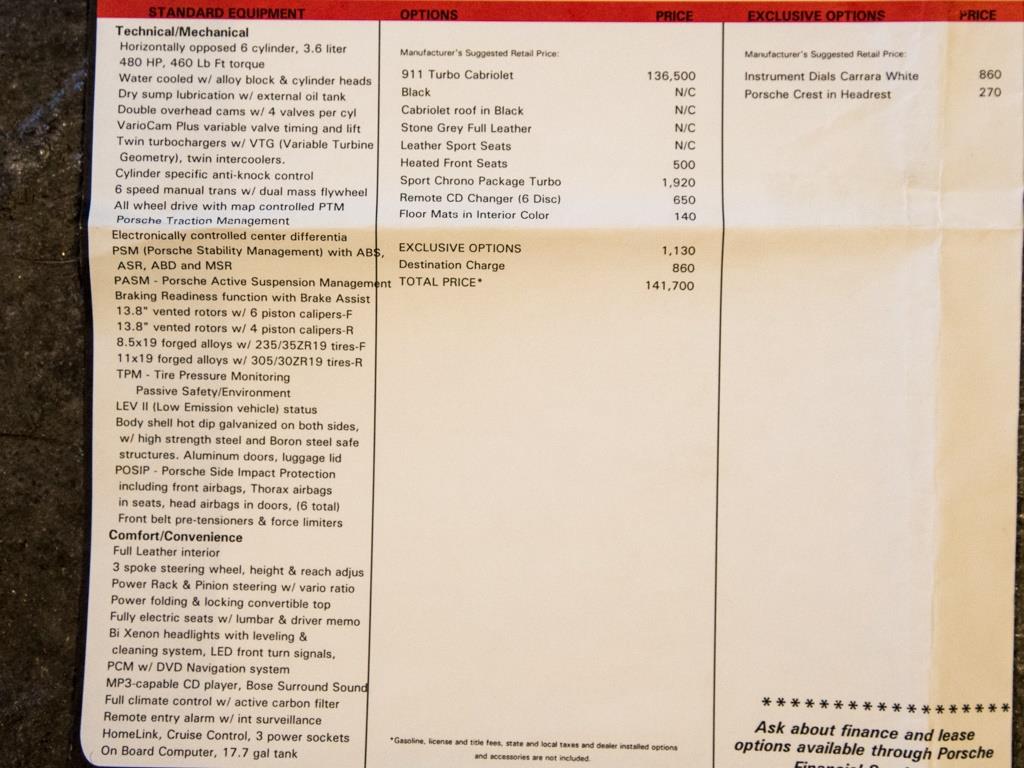 STANDARD EQUIPMENT
Technical/Mechanical
Horizontally opposed 6 cylinder, 3.6 liter
480 HP, 460 Lb Ft torque
Water cooled w/ alloy block & cylinder heads
Dry sump lubrication w/ external oil tank
Double overhead cams w/ 4 valves per cyl
VarioCam Plus variable valve timing and lift
Twin turbochargers w/ VTG (Variable Turbine
Geometry), twin intercoolers.
Cylinder specific anti-knock control
6 speed manual trans w/ dual mass flywheel
All wheel drive with map controlled PTM
Porsche Traction Management
Electronically controlled center differentia
PSM (Porsche Stability Management) with ABS,
ASR, ABD and MSR
PASM - Porsche Active Suspension Management
Braking Readiness function with Brake Assist
13.8" vented rotors w/ 6 piston calipers-F
13.8" vented rotors w/ 4 piston calipers-R
8.5x19 forged alloys w/ 235/35ZR19 tires-F
11x19 forged alloys w/ 305/30ZR19 tires-R
TPM - Tire Pressure Monitoring
Passive Safety/Environment
LEV II (Low Emission vehicle) status
Body shell hot dip galvanized on both sides,
w/ high strength steel and Boron steel safe
structures. Aluminum doors, luggage lid
POSIP - Porsche Side Impact Protection
including front airbags, Thorax airbags
in seats, head airbags in doors, (6 total)
Front belt pre-tensioners & force limiters
Comfort/Convenience
Full Leather interior
3 spoke steering wheel, height & reach adjus
Power Rack & Pinion steering w/ vario ratio
Power folding & locking convertible top
Fully electric seats w/ lumbar & driver memo
Bi Xenon headlights with leveling &
cleaning system, LED front turn signals,
PCM w/ DVD Navigation system
MP3-capable CD player, Bose Surround Sound
Full climate control w/ active carbon filter
Remote entry alarm w/ int surveillance
HomeLink, Cruise Control, 3 power sockets
On Board Computer, 17.7 gal tank
OPTIONS PRICE
Manufacturer's Suggested Retail Price:
911 Turbo Cabriolet 136,500
Black N/C
Cabriolet roof in Black N/C
Stone Grey Full Leather N/C
Leather Sport Seats N/C
Heated Front Seats 500
Sport Chrono Package Turbo 1,920
Remote CD Changer (6 Disc) 650
Floor Mats in Interior Color 140
EXCLUSIVE OPTIONS 1,130
Destination Charge 860
TOTAL PRICE* 141,700
*Gasoline, license and title fees, state and local taxes and dealer installed options
and accessories are not included.
EXCLUSIVE OPTIONS PRICE
Manufacturer's Suggested Retail Price:
Instrument Dials Carrara White 860
Porsche Crest in Headrest 270
* * * * * * * * * * * * * * * * * *
Ask about finance and lease
options available through Porsche